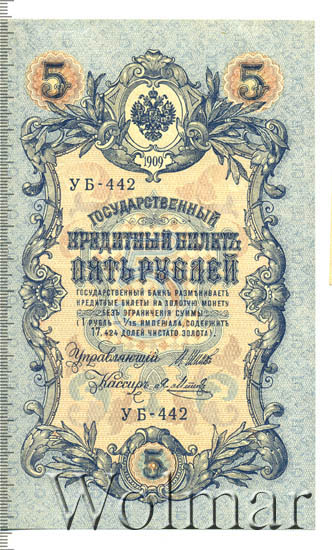 5 5
1909
УБ-442
ГОСУДАРСТВЕННЫЙ
КРЕДИТНЫЙ БИЛЕТЪ
ПЯТЬ РУБЛЕЙ
ГОСУДАРСТВЕННЫЙ БАНКЪ РАЗМѢНИВАЕТЪ
КРЕДИТНЫЕ БИЛЕТЫ НА ЗОЛОТУЮ МОНЕТУ
БЕЗЪ ОГРАНИЧЕНІЯ СУММЫ
(1 РУБЛЬ = 1/15 ИМПЕРІАЛА, СОДЕРЖИТЪ
17,424 ДОЛЕЙ ЧИСТАГО ЗОЛОТА).
Управляющій
Кассиръ
УБ-442
5
Wolmar